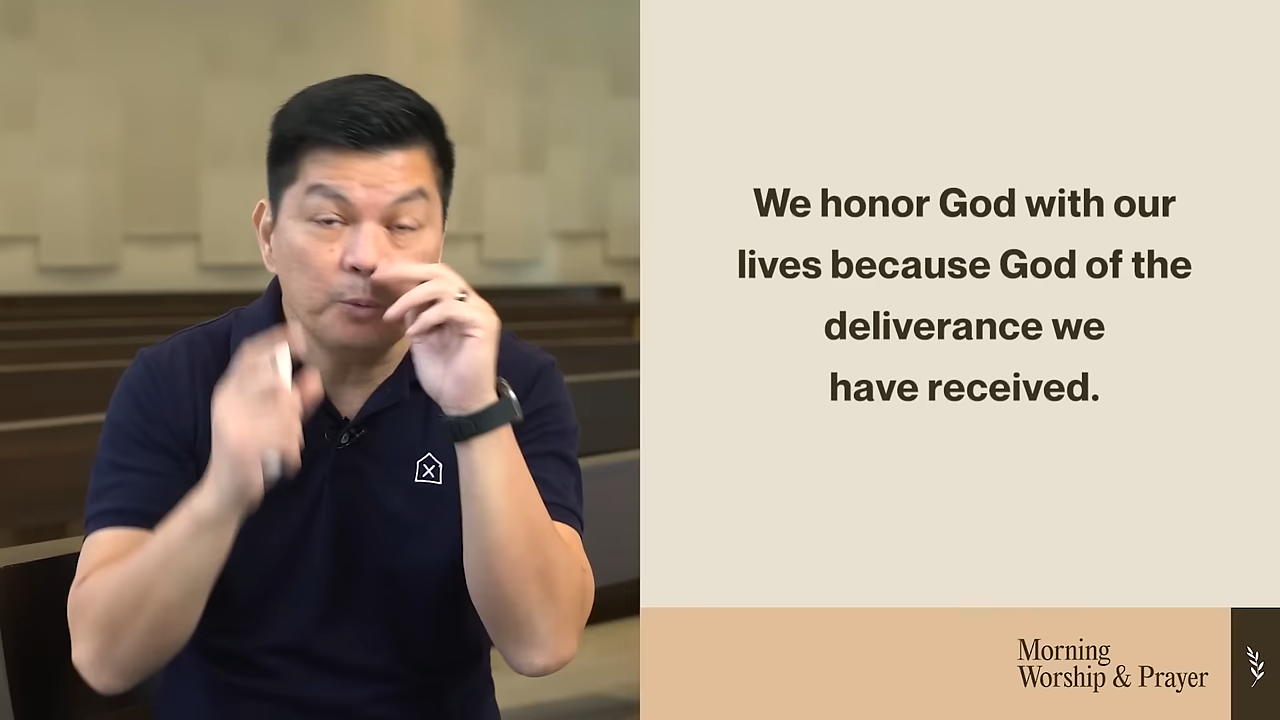 We honor God with our
lives because God of the
deliverance we
have received.
Morning
Worship & Prayer